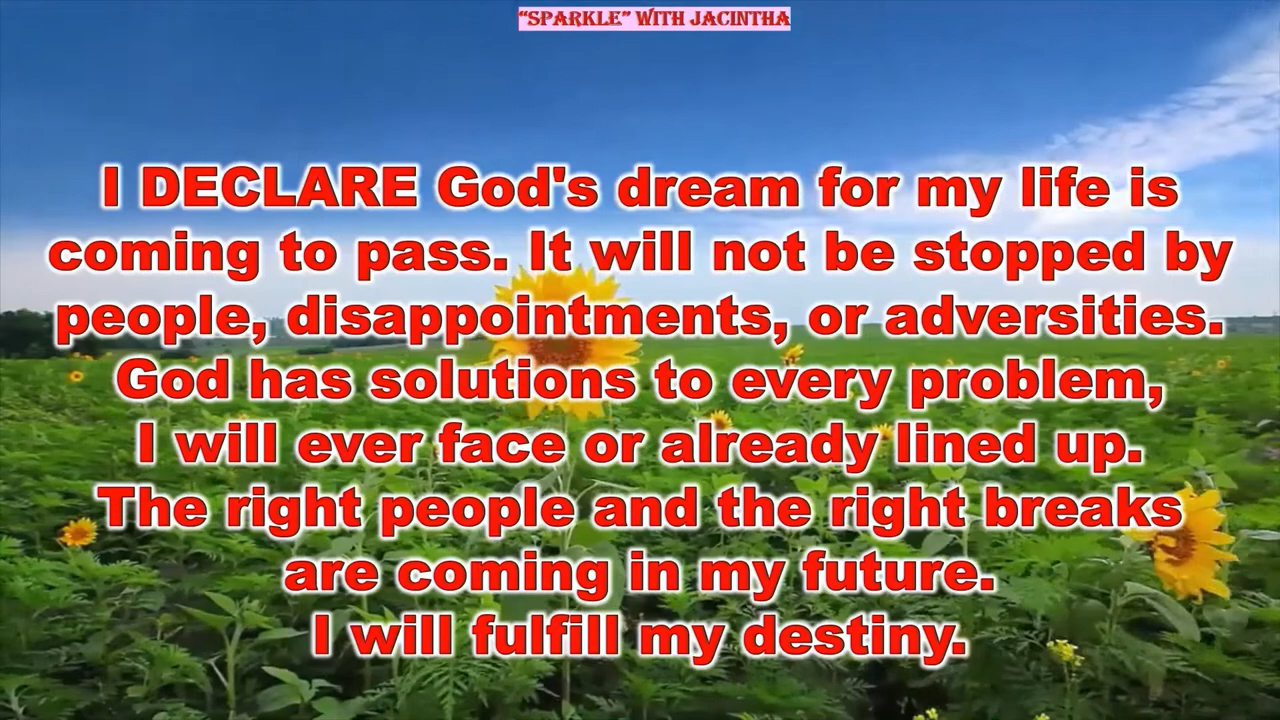 “SPARKLE” WITH JACINTHA
I DECLARE God's dream for my life is
coming to pass. It will not be stopped by
people, disappointments, or adversities.
God has solutions to every problem,
I will ever face or already lined up.
The right people and the right breaks
are coming in my future.
I will fulfill my destiny.